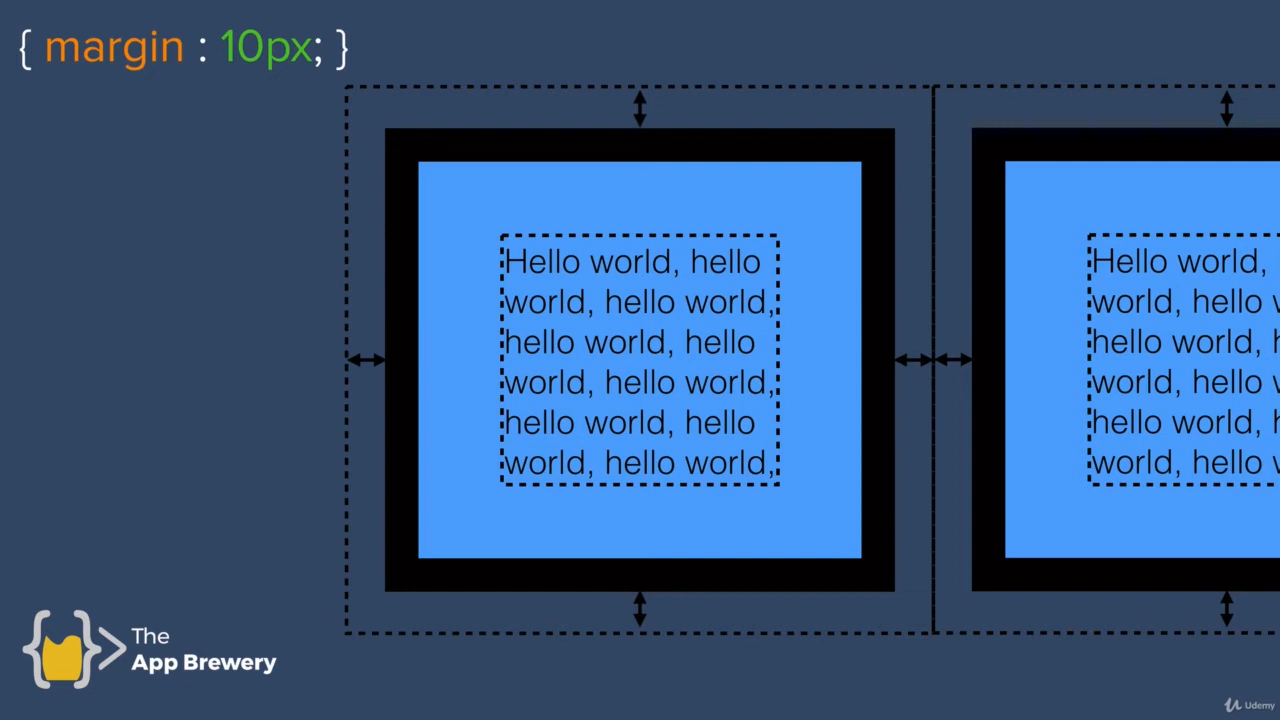 { margin : 10px; }
Hello world, hello
world, hello world,
hello world, hello
world, hello world,
hello world, hello
world, hello world,
Hello world,
world, hello w
hello world, h
world, hello w
hello world, h
world, hello w
The
App Brewery
Udemy